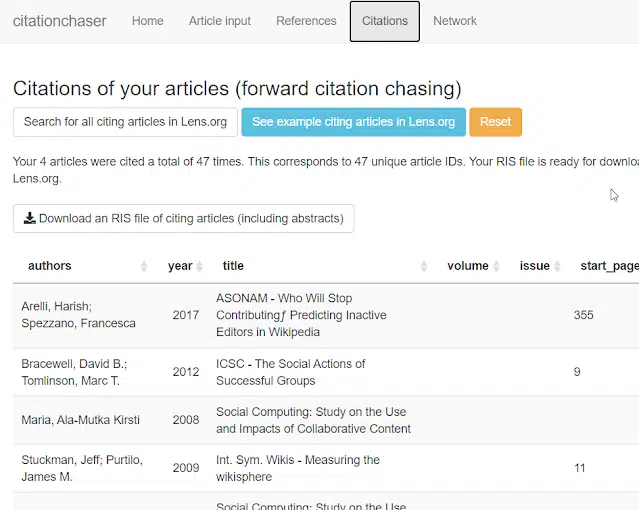 citationchaser Home Article input References Citations Network
Citations of your articles (forward citation chasing)
Search for all citing articles in Lens.org See example citing articles in Lens.org Reset
Your 4 articles were cited a total of 47 times. This corresponds to 47 unique article IDs. Your RIS file is ready for downlo
Lens.org.
Download an RIS file of citing articles (including abstracts)
authors year title volume issue start_page
Arelli, Harish;
Spezzano, Francesca
2017
ASONAM - Who Will Stop
Contributingƒ Predicting Inactive
Editors in Wikipedia
355
Bracewell, David B.;
Tomlinson, Marc T.
2012
ICSC - The Social Actions of
Successful Groups
9
Maria, Ala-Mutka Kirsti
2008
Social Computing: Study on the Use
and Impacts of Collaborative Content
Stuckman, Jeff; Purtilo,
James M.
2009
Int. Sym. Wikis - Measuring the
wikisphere
11
Social Computing: Study on the Use